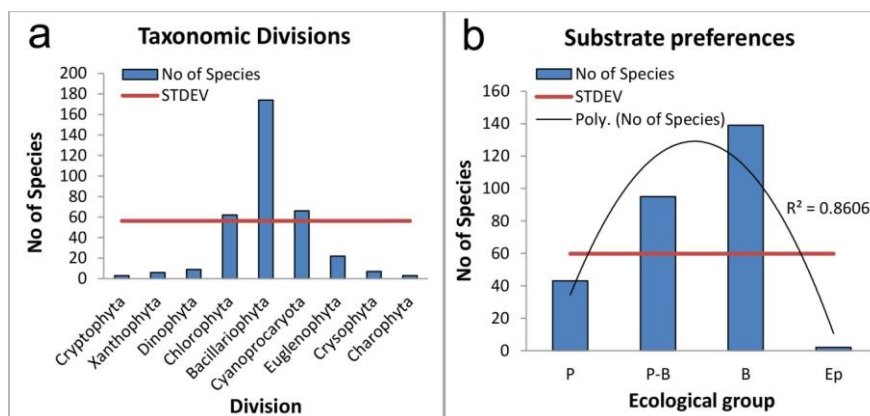 a
Taxonomic Divisions
No of Species
STDEV
200
180
160
140
120
100
80
60
40
20
0
No of Species
Cryptophyta
Xanthophyta
Dinophyta
Chlorophyta
Bacillariophyta
Cyanoprocaryota
Euglenophyta
Crysophyta
Charophyta
Division
b
Substrate preferences
No of Species
STDEV
Poly. (No of Species)
160
140
120
100
80
60
40
20
0
No of Species
R² = 0.8606
P
P-B
B
Ep
Ecological group